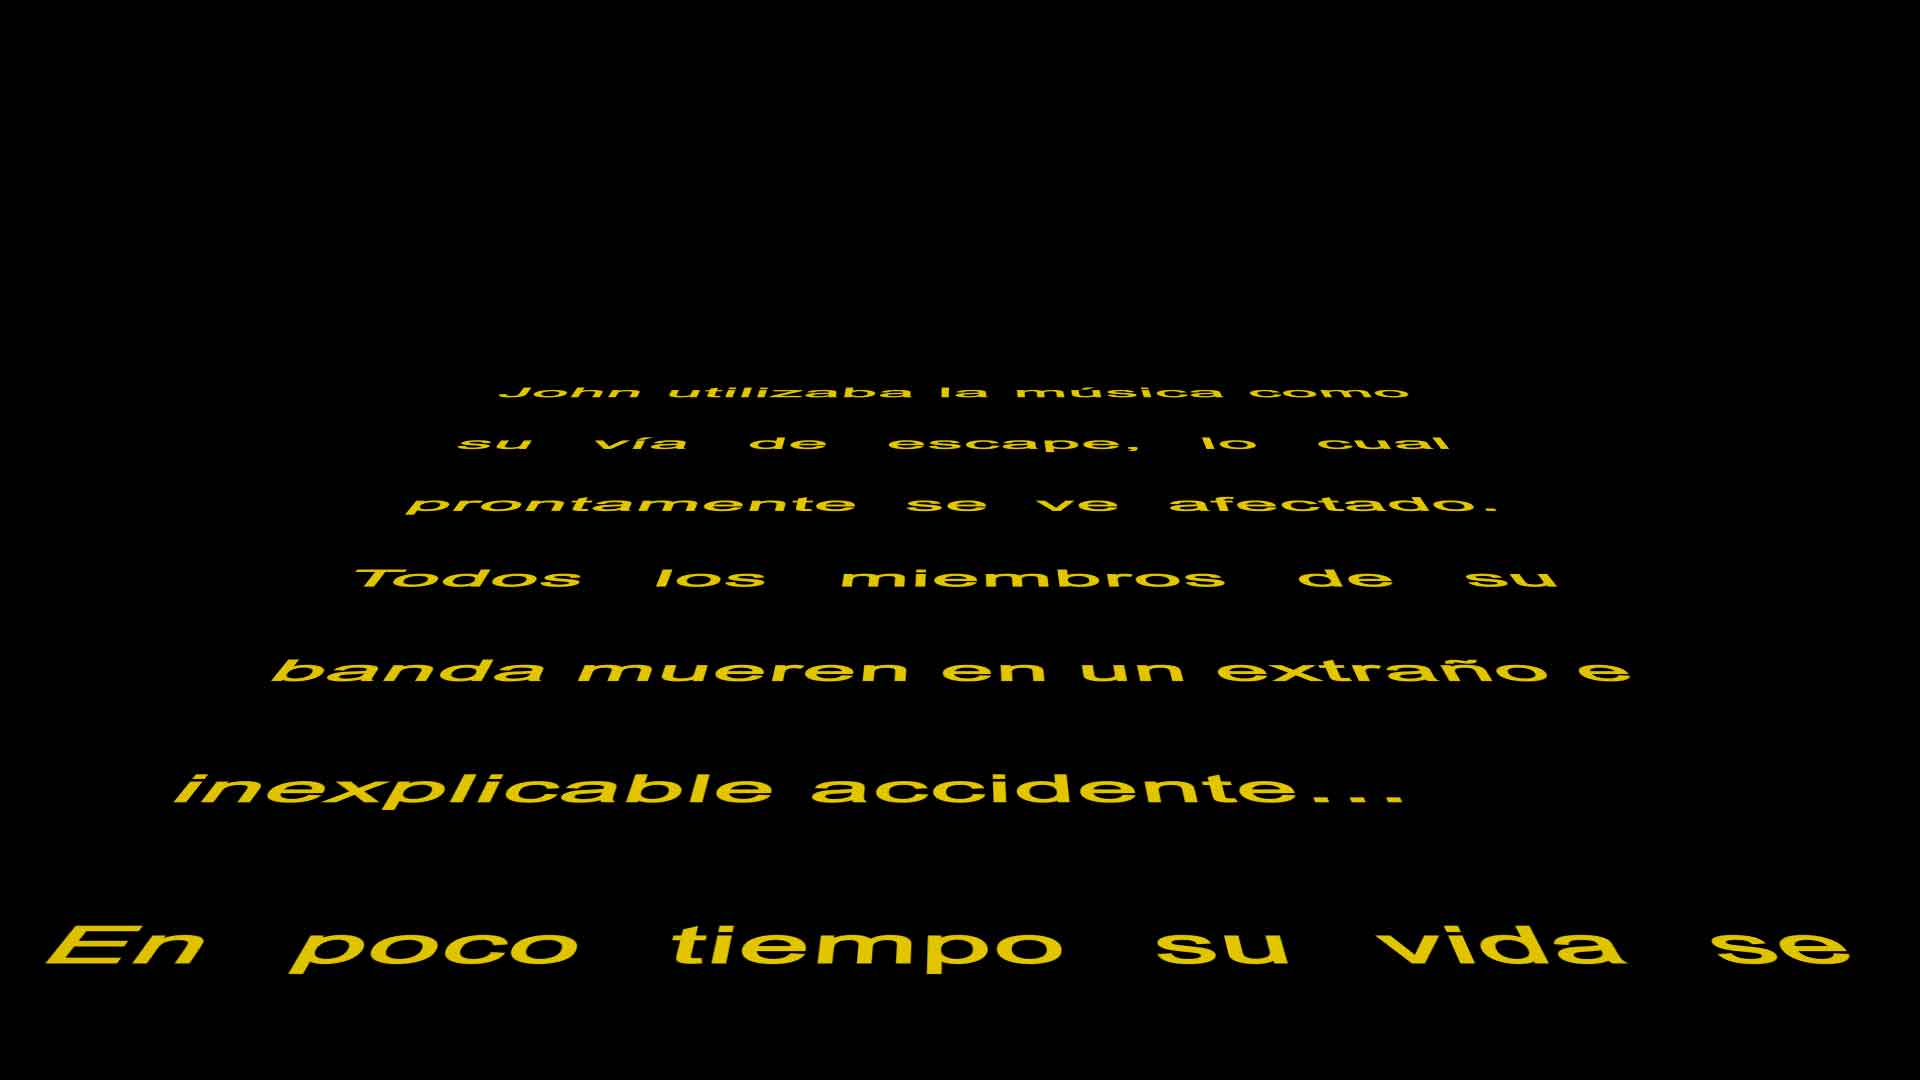 John utilizaba la música como
su vía de escape, lo cual
prontamente se ve afectado.
Todos los miembros de su
banda mueren en un extraño e
inexplicable accidente...
En poco tiempo su vida se